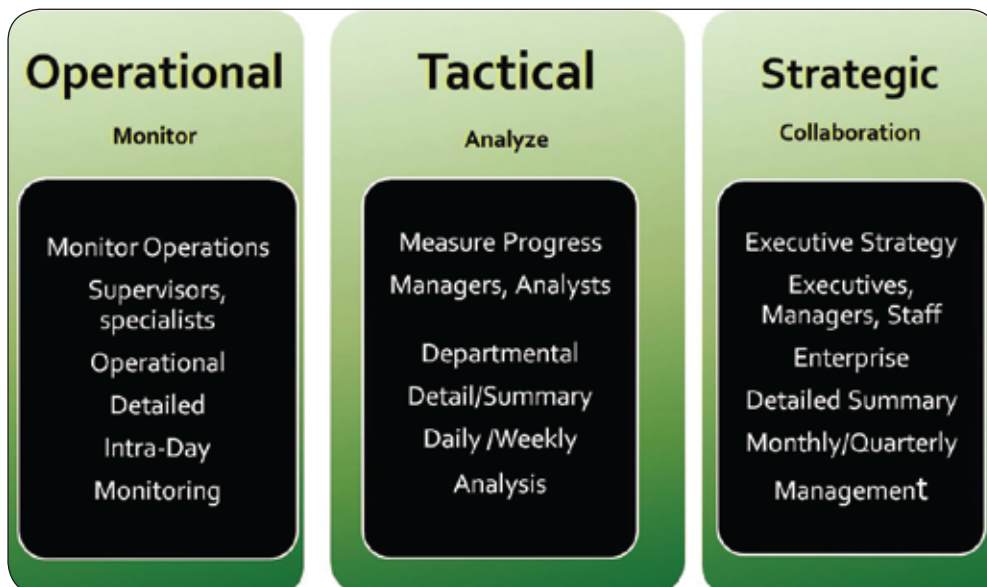 Operational
Monitor
Monitor Operations
Supervisors,
specialists
Operational
Detailed
Intra-Day
Monitoring
Tactical
Analyze
Measure Progress
Managers, Analysts
Departmental
Detail/Summary
Daily /Weekly
Analysis
Strategic
Collaboration
Executive Strategy
Executives,
Managers, Staff
Enterprise
Detailed Summary
Monthly/Quarterly
Management